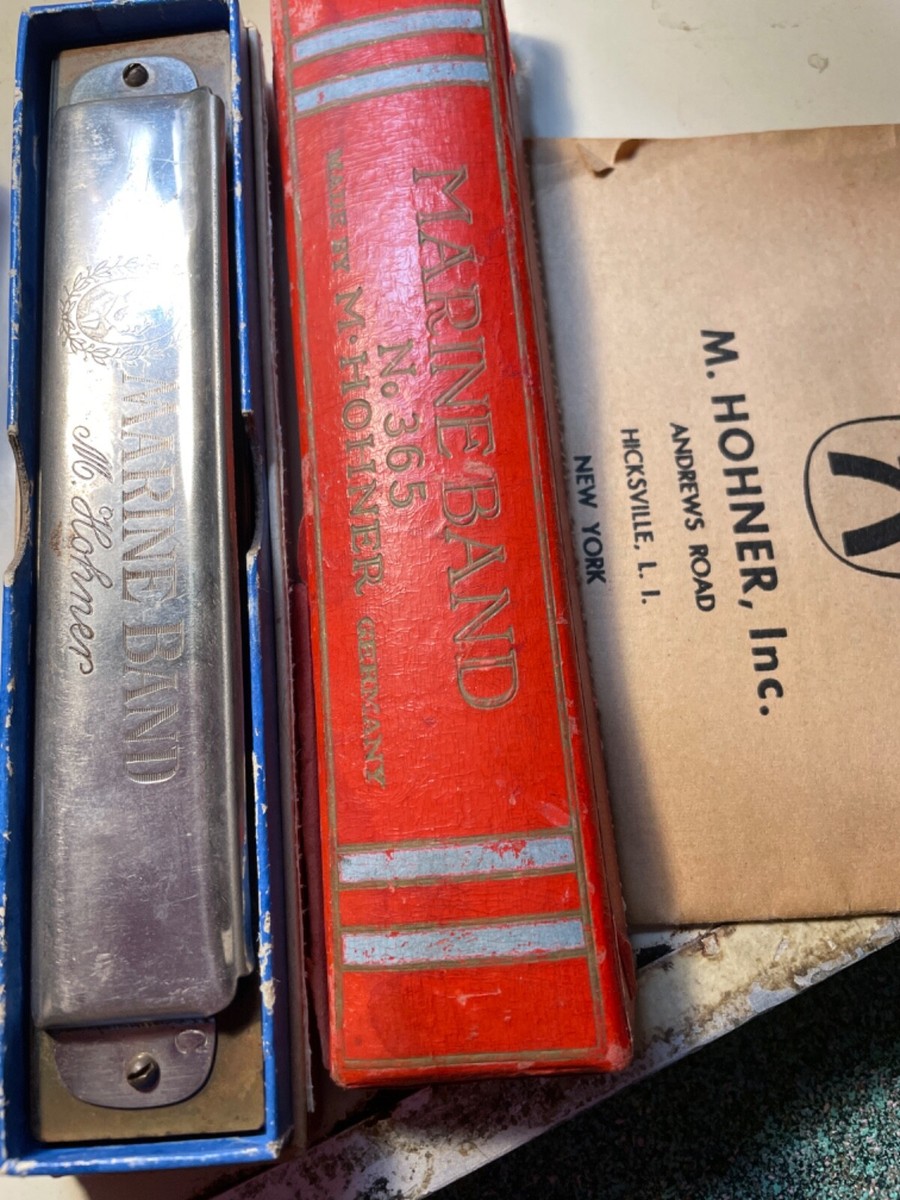 MARINE BAND
M. Hohner
C
MARINE BAND
No. 365
MADE BY M. HOHNER GERMANY
M. HOHNER, Inc.
ANDREWS ROAD
HICKSVILLE, L. I.
NEW YORK